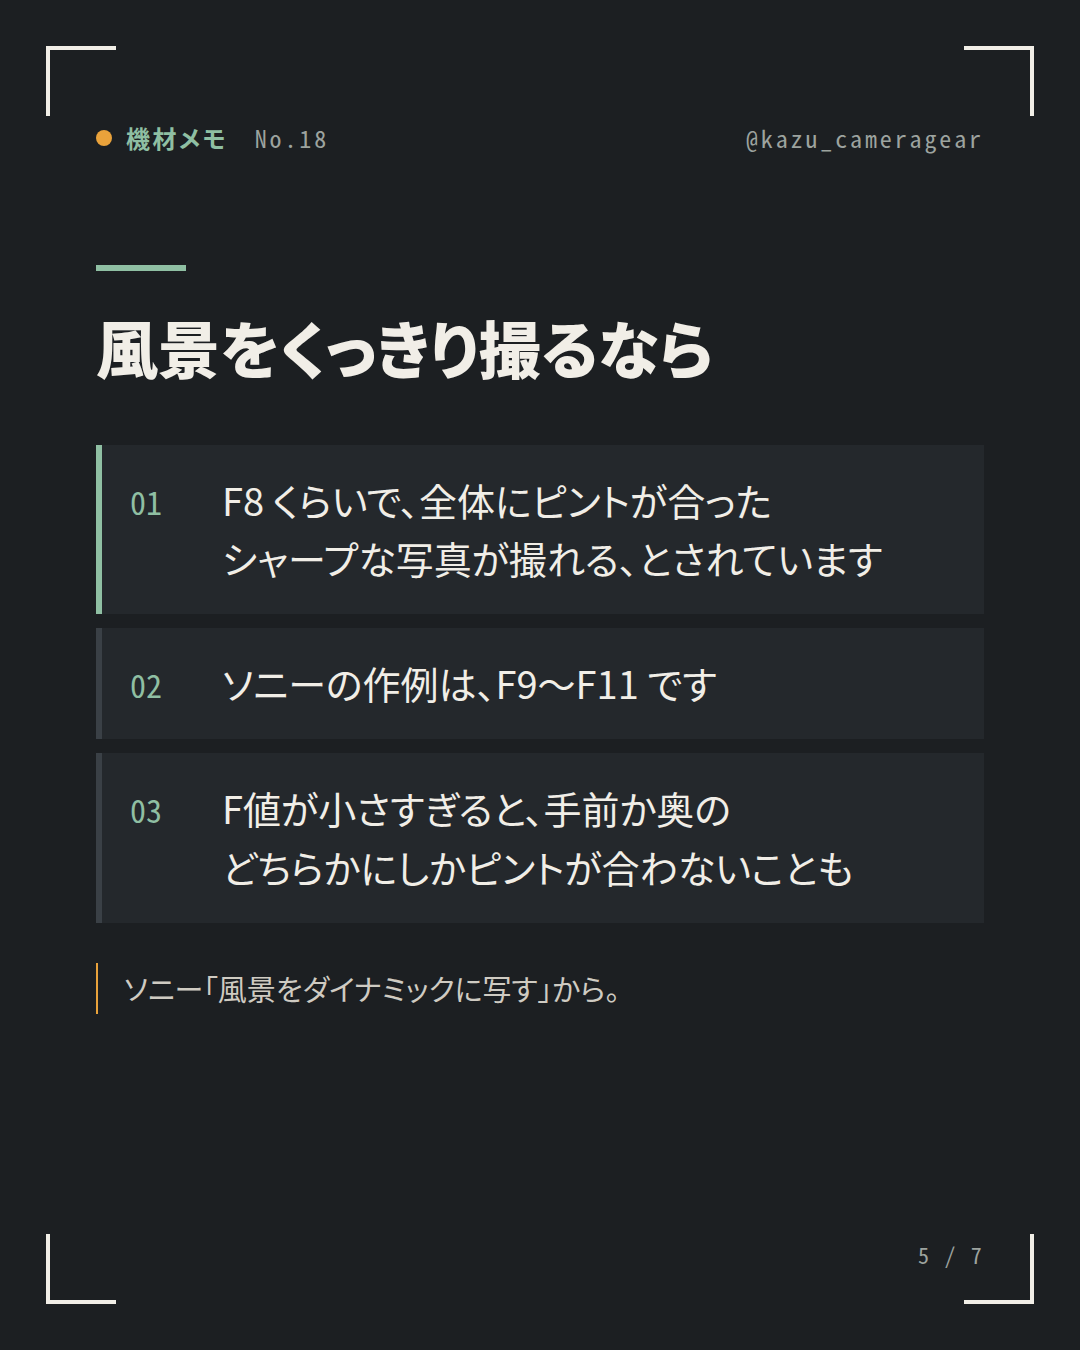 機材メモ No.18
@kazu_cameragear
風景をくっきり撮るなら
01 F8くらいで、全体にピントが合った
シャープな写真が撮れる、とされています
02 ソニーの作例は、F9〜F11です
03 F値が小さすぎると、手前か奥の
どちらかにしかピントが合わないことも
ソニー「風景をダイナミックに写す」から。
5 / 7